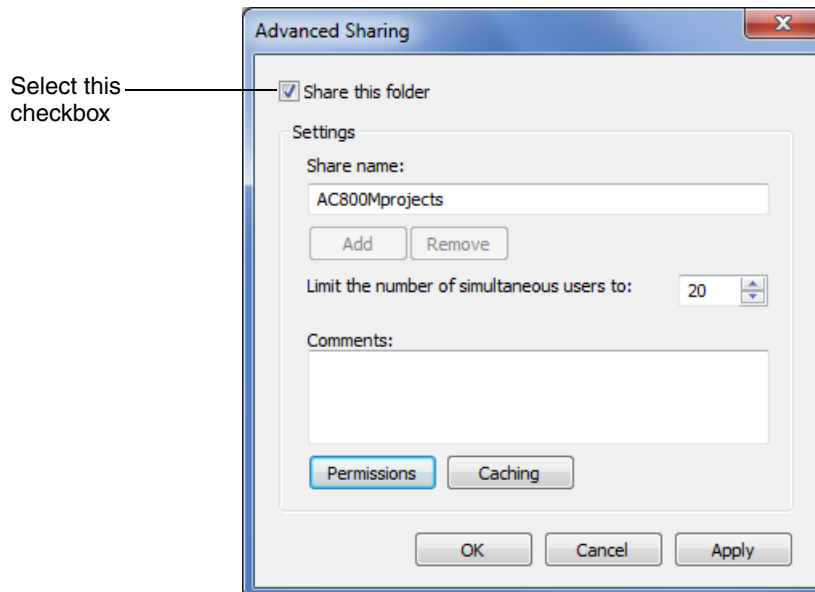 Advanced Sharing
Select this
checkbox
Share this folder
Settings
Share name:
AC800Mprojects
Add Remove
Limit the number of simultaneous users to: 20
Comments:
Permissions Caching
OK Cancel Apply